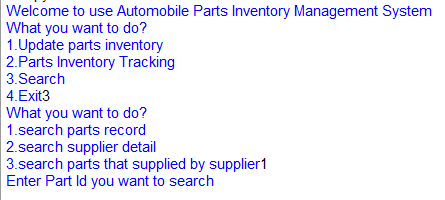 Welcome to use Automobile Parts Inventory Management System
What you want to do?
1.Update parts inventory
2.Parts Inventory Tracking
3.Search
4.Exit3
What you want to do?
1.search parts record
2.search supplier detail
3.search parts that supplied by supplier1
Enter Part Id you want to search